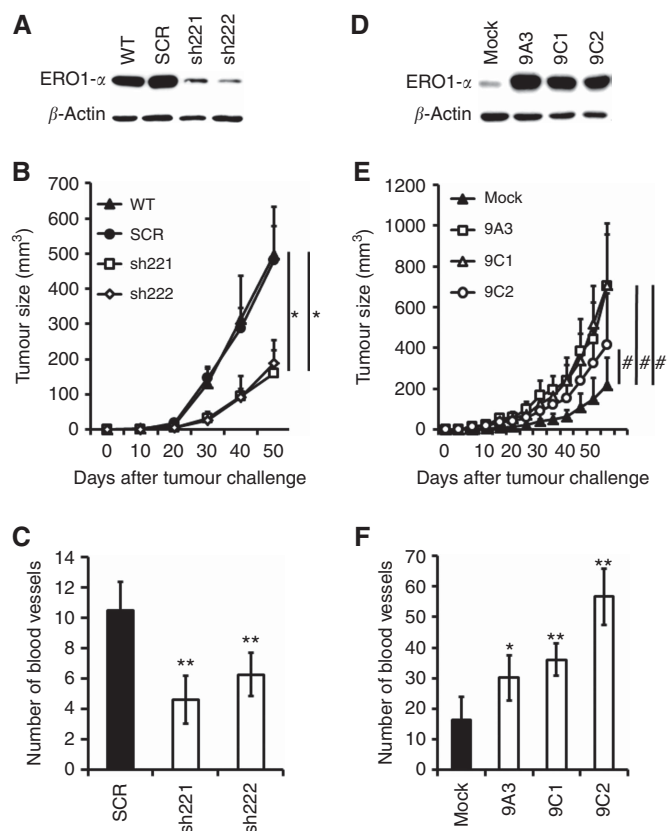 A
WT
SCR
sh221
sh222
ERO1-α
β-Actin
B
Tumour size (mm³)
700
600
500
400
300
200
100
0
WT
SCR
sh221
sh222
* *
0 10 20 30 40 50
Days after tumour challenge
C
Number of blood vessels
14
12
10
8
6
4
2
0
**
**
SCR
sh221
sh222
D
Mock
9A3
9C1
9C2
ERO1-α
β-Actin
E
Tumour size (mm³)
1200
1000
800
600
400
200
0
Mock
9A3
9C1
9C2
# # #
0 10 20 30 40 50
Days after tumour challenge
F
Number of blood vessels
70
60
50
40
30
20
10
0
*
**
**
Mock
9A3
9C1
9C2